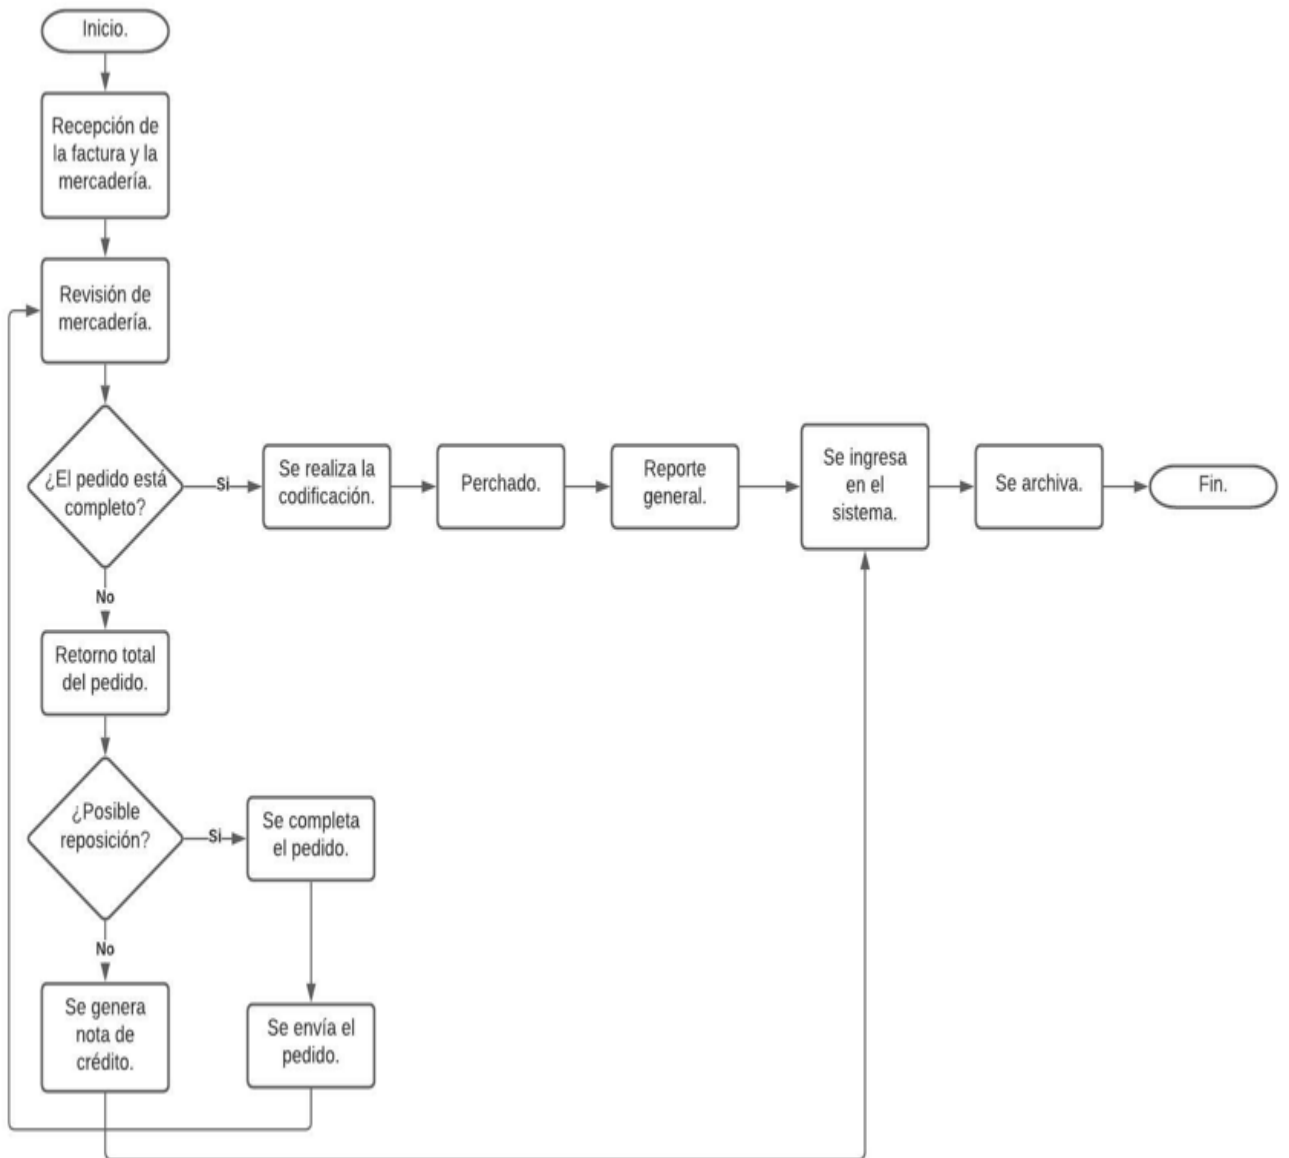 Inicio.
Recepción de
la factura y la
mercadería.
Revisión de
mercadería.
¿El pedido está
completo?
Si
Se realiza la
codificación.
Perchado.
Reporte
general.
Se ingresa
en el
sistema.
Se archiva.
Fin.
No
Retorno total
del pedido.
¿Posible
reposición?
Si
Se completa
el pedido.
No
Se genera
nota de
crédito.
Se envía el
pedido.